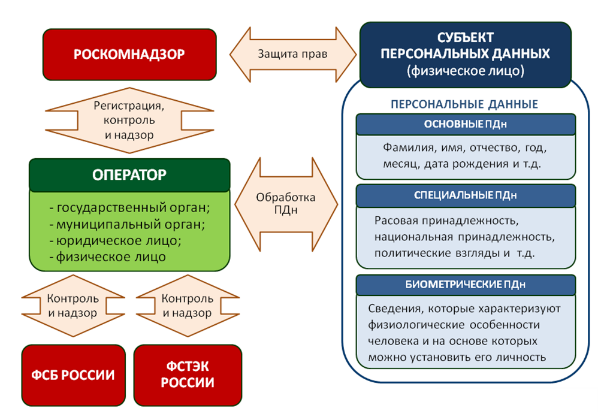 РОСКОМНАДЗОР
Защита прав
СУБЪЕКТ
ПЕРСОНАЛЬНЫХ ДАННЫХ
(физическое лицо)
Регистрация,
контроль
и надзор
ОПЕРАТОР
- государственный орган;
- муниципальный орган;
- юридическое лицо;
- физическое лицо
Обработка
ПДн
Контроль
и надзор
Контроль
и надзор
ФСБ РОССИИ
ФСТЭК
РОССИИ
ПЕРСОНАЛЬНЫЕ ДАННЫЕ
ОСНОВНЫЕ ПДн
Фамилия, имя, отчество, год,
месяц, дата рождения и т.д.
СПЕЦИАЛЬНЫЕ ПДн
Расовая принадлежность,
национальная принадлежность,
политические взгляды и т.д.
БИОМЕТРИЧЕСКИЕ ПДн
Сведения, которые характеризуют
физиологические особенности
человека и на основе которых
можно установить его личность